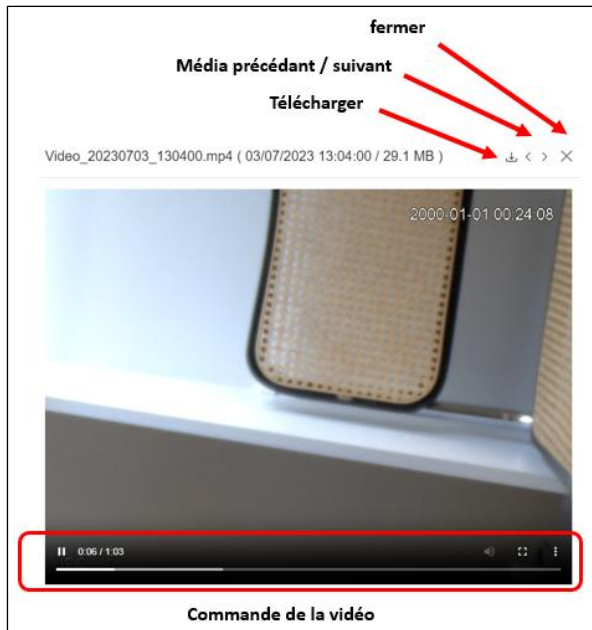 fermer
Média précédant / suivant
Télécharger
Video_20230703_130400.mp4 ( 03/07/2023 13:04:00 / 29.1 MB )
2000-01-01 00:24:08
0:06 / 1:03
Commande de la vidéo